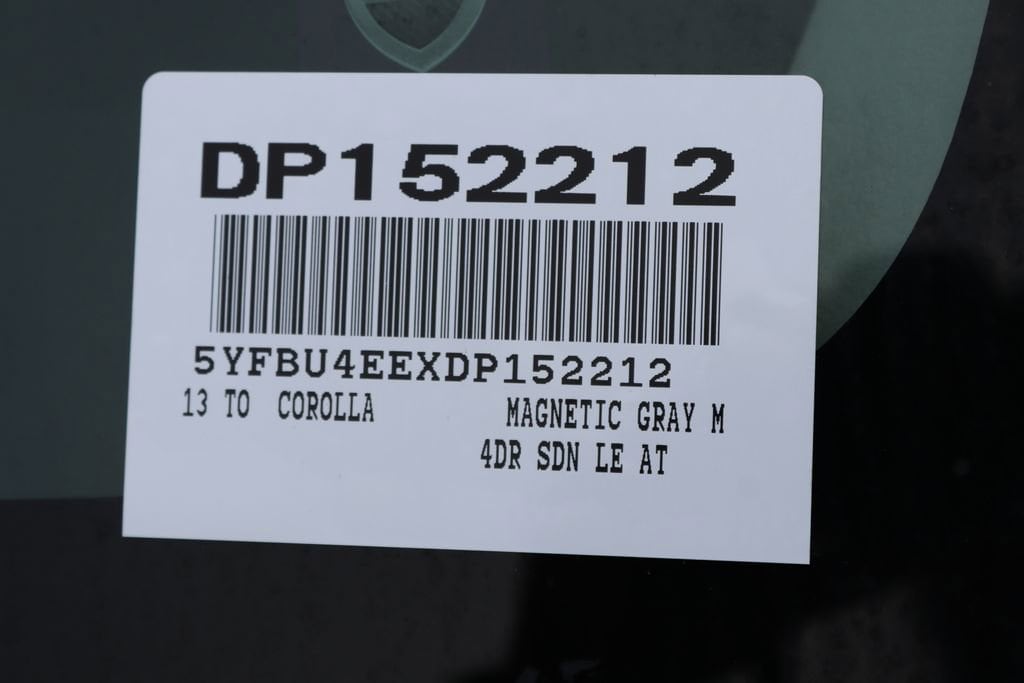 DP152212
5YFBU4EEXDP152212
13 TO COROLLA MAGNETIC GRAY M
4DR SDN LE AT